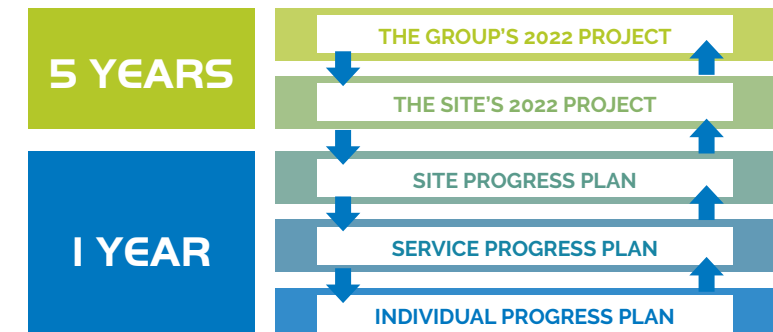 5 YEARS
THE GROUP'S 2022 PROJECT
THE SITE'S 2022 PROJECT
1 YEAR
SITE PROGRESS PLAN
SERVICE PROGRESS PLAN
INDIVIDUAL PROGRESS PLAN